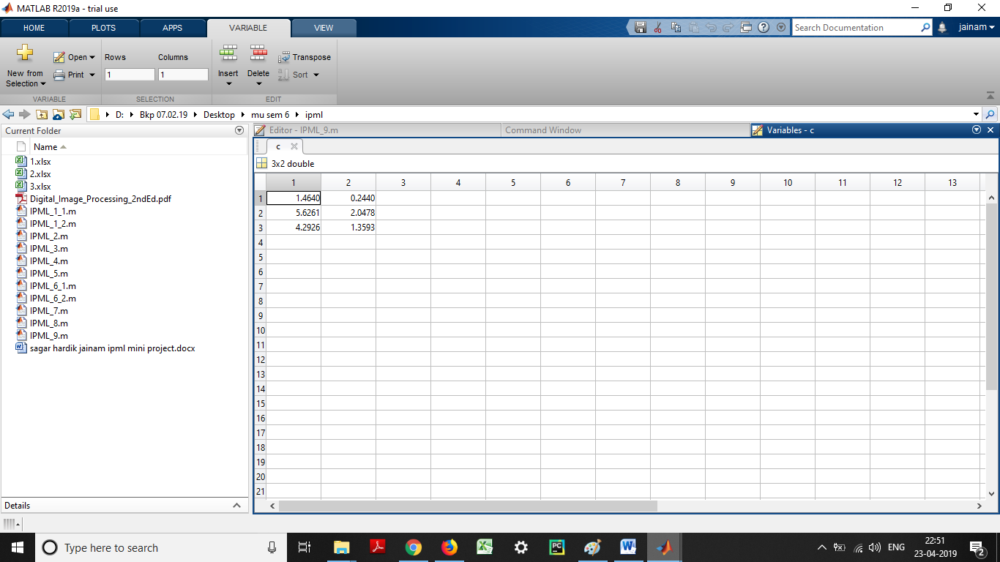 MATLAB R2019a - trial use
HOME PLOTS APPS VARIABLE VIEW
Search Documentation jainam
New from Selection
Open
Print
Rows Columns
1 1
Insert Delete
Transpose
Sort
VARIABLE SELECTION EDIT
D: Bkp 07.02.19 Desktop mu sem 6 ipml
Current Folder
Name
1.xlsx
2.xlsx
3.xlsx
Digital_Image_Processing_2ndEd.pdf
IPML_1_1.m
IPML_1_2.m
IPML_2.m
IPML_3.m
IPML_4.m
IPML_5.m
IPML_6_1.m
IPML_6_2.m
IPML_7.m
IPML_8.m
IPML_9.m
sagar hardik jainam ipml mini project.docx
Details
Editor - IPML_9.m Command Window Variables - c
c
3x2 double
1 2 3 4 5 6 7 8 9 10 11 12 13
1 1.4640 0.2440
2 5.6261 2.0478
3 4.2926 1.3593
4
5
6
7
8
9
10
11
12
13
14
15
16
17
18
19
20
21
Type here to search
ENG
22:51
23-04-2019
2